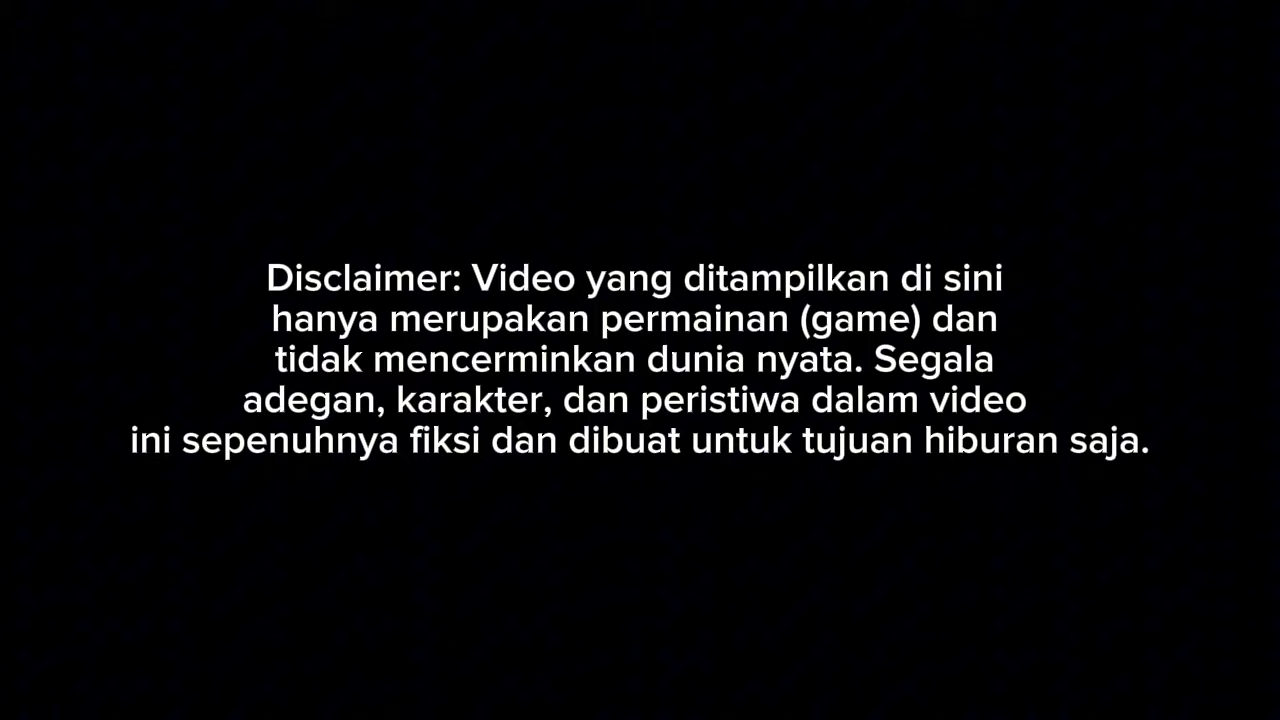 Disclaimer: Video yang ditampilkan di sini
hanya merupakan permainan (game) dan
tidak mencerminkan dunia nyata. Segala
adegan, karakter, dan peristiwa dalam video
ini sepenuhnya fiksi dan dibuat untuk tujuan hiburan saja.